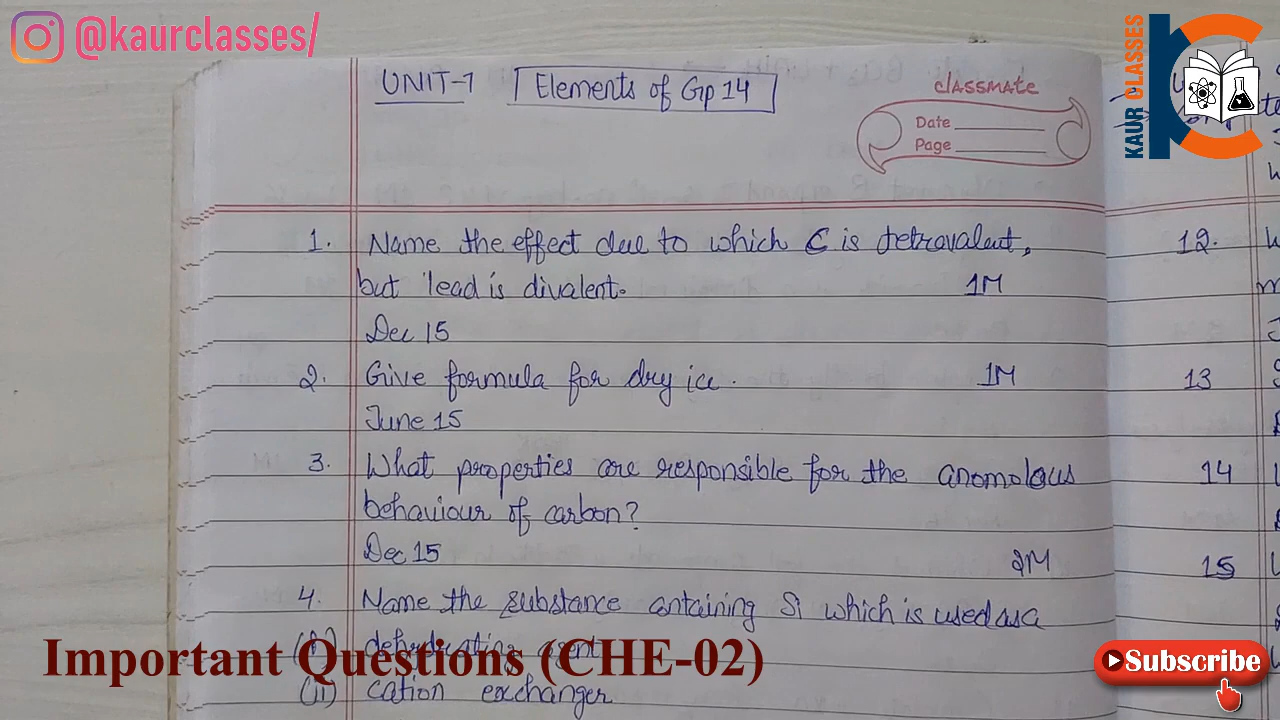 @kaurclasses/
KAUR CLASSES
UNIT-7 Elements of Gp 14
classmate
Date
Page
1. Name the effect due to which C is tetravalent,
but lead is divalent.
1M
Dec 15
2. Give formula for dry ice.
1M
June 15
3. What properties are responsible for the anomolous
behaviour of carbon?
Dec 15
2M
4. Name the substance containing Si which is used as a
(i) dehydrating agent
(ii) cation exchanger
12.
13
14
15
Important Questions (CHE-02)
Subscribe